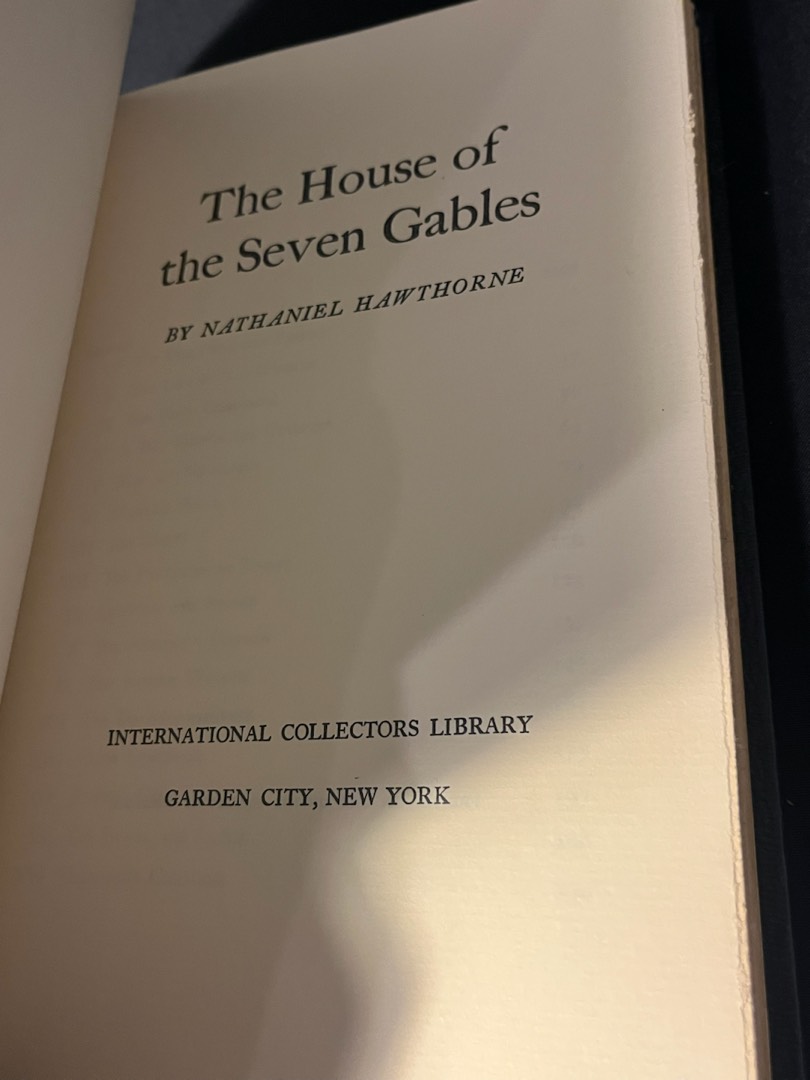 The House of
the Seven Gables
BY NATHANIEL HAWTHORNE
INTERNATIONAL COLLECTORS LIBRARY
GARDEN CITY, NEW YORK